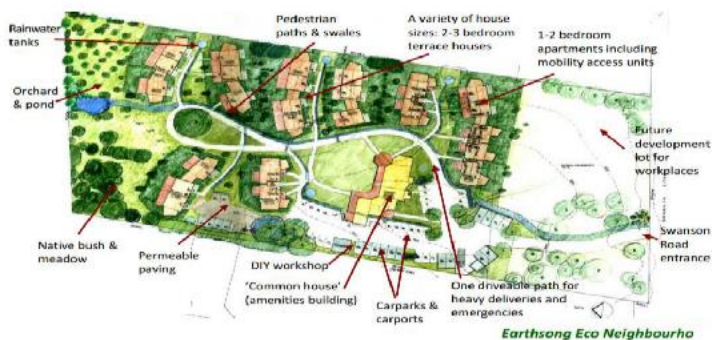 Rainwater
tanks
Pedestrian
paths & swales
A variety of house
sizes: 2-3 bedroom
terrace houses
1-2 bedroom
apartments including
mobility access units
Orchard
& pond
Future
development
lot for
workplaces
Native bush &
meadow
Permeable
paving
DIY workshop
'Common house'
(amenities building)
Carparks &
carports
One driveable path for
heavy deliveries and
emergencies
Swanson
Road
entrance
Earthsong Eco Neighbourho